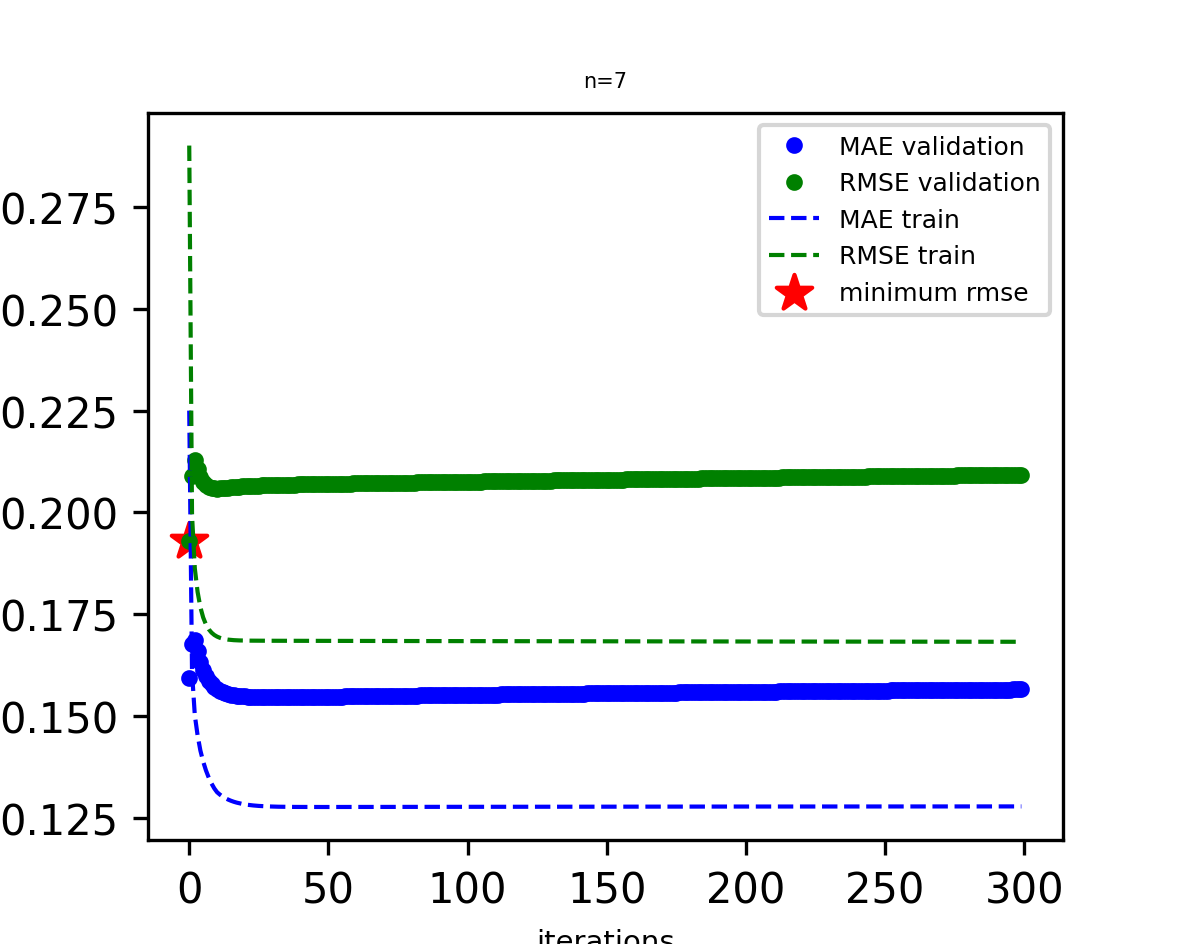 n=7
MAE validation
RMSE validation
MAE train
RMSE train
minimum rmse
0.275
0.250
0.225
0.200
0.175
0.150
0.125
0 50 100 150 200 250 300
iterations